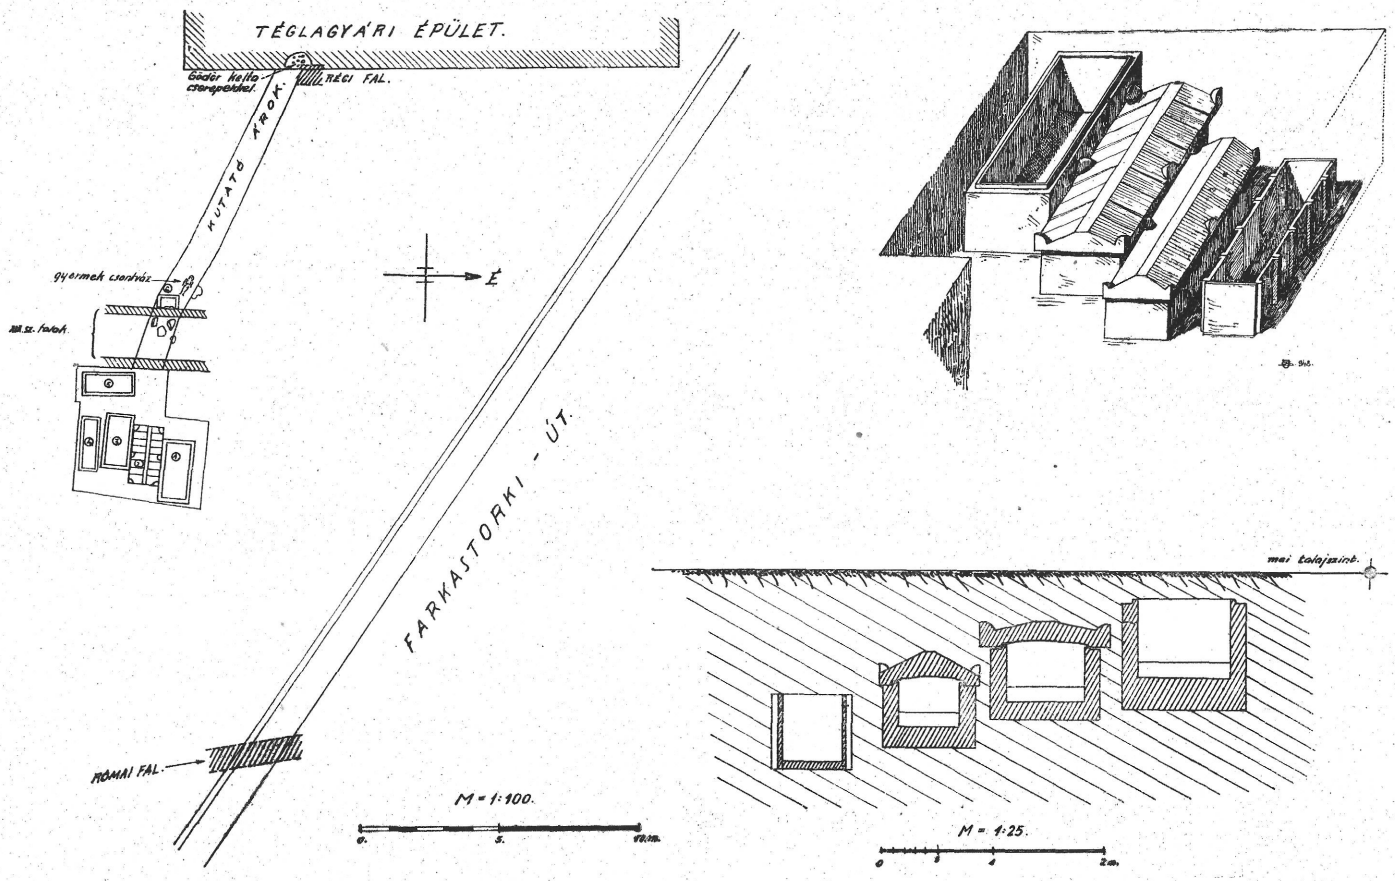 TÉGLAGYÁRI ÉPÜLET.
Gödör kelta
cserepekkel.
RÉGI FAL.
KUTATÓ ÁROK.
gyermek csontváz
É
FARKASTORKI - ÚT.
RÓMAI FAL.
M = 1:100.
0. 5. 10.m.
mai talajszint.
M = 1:25.
0 1 2m.